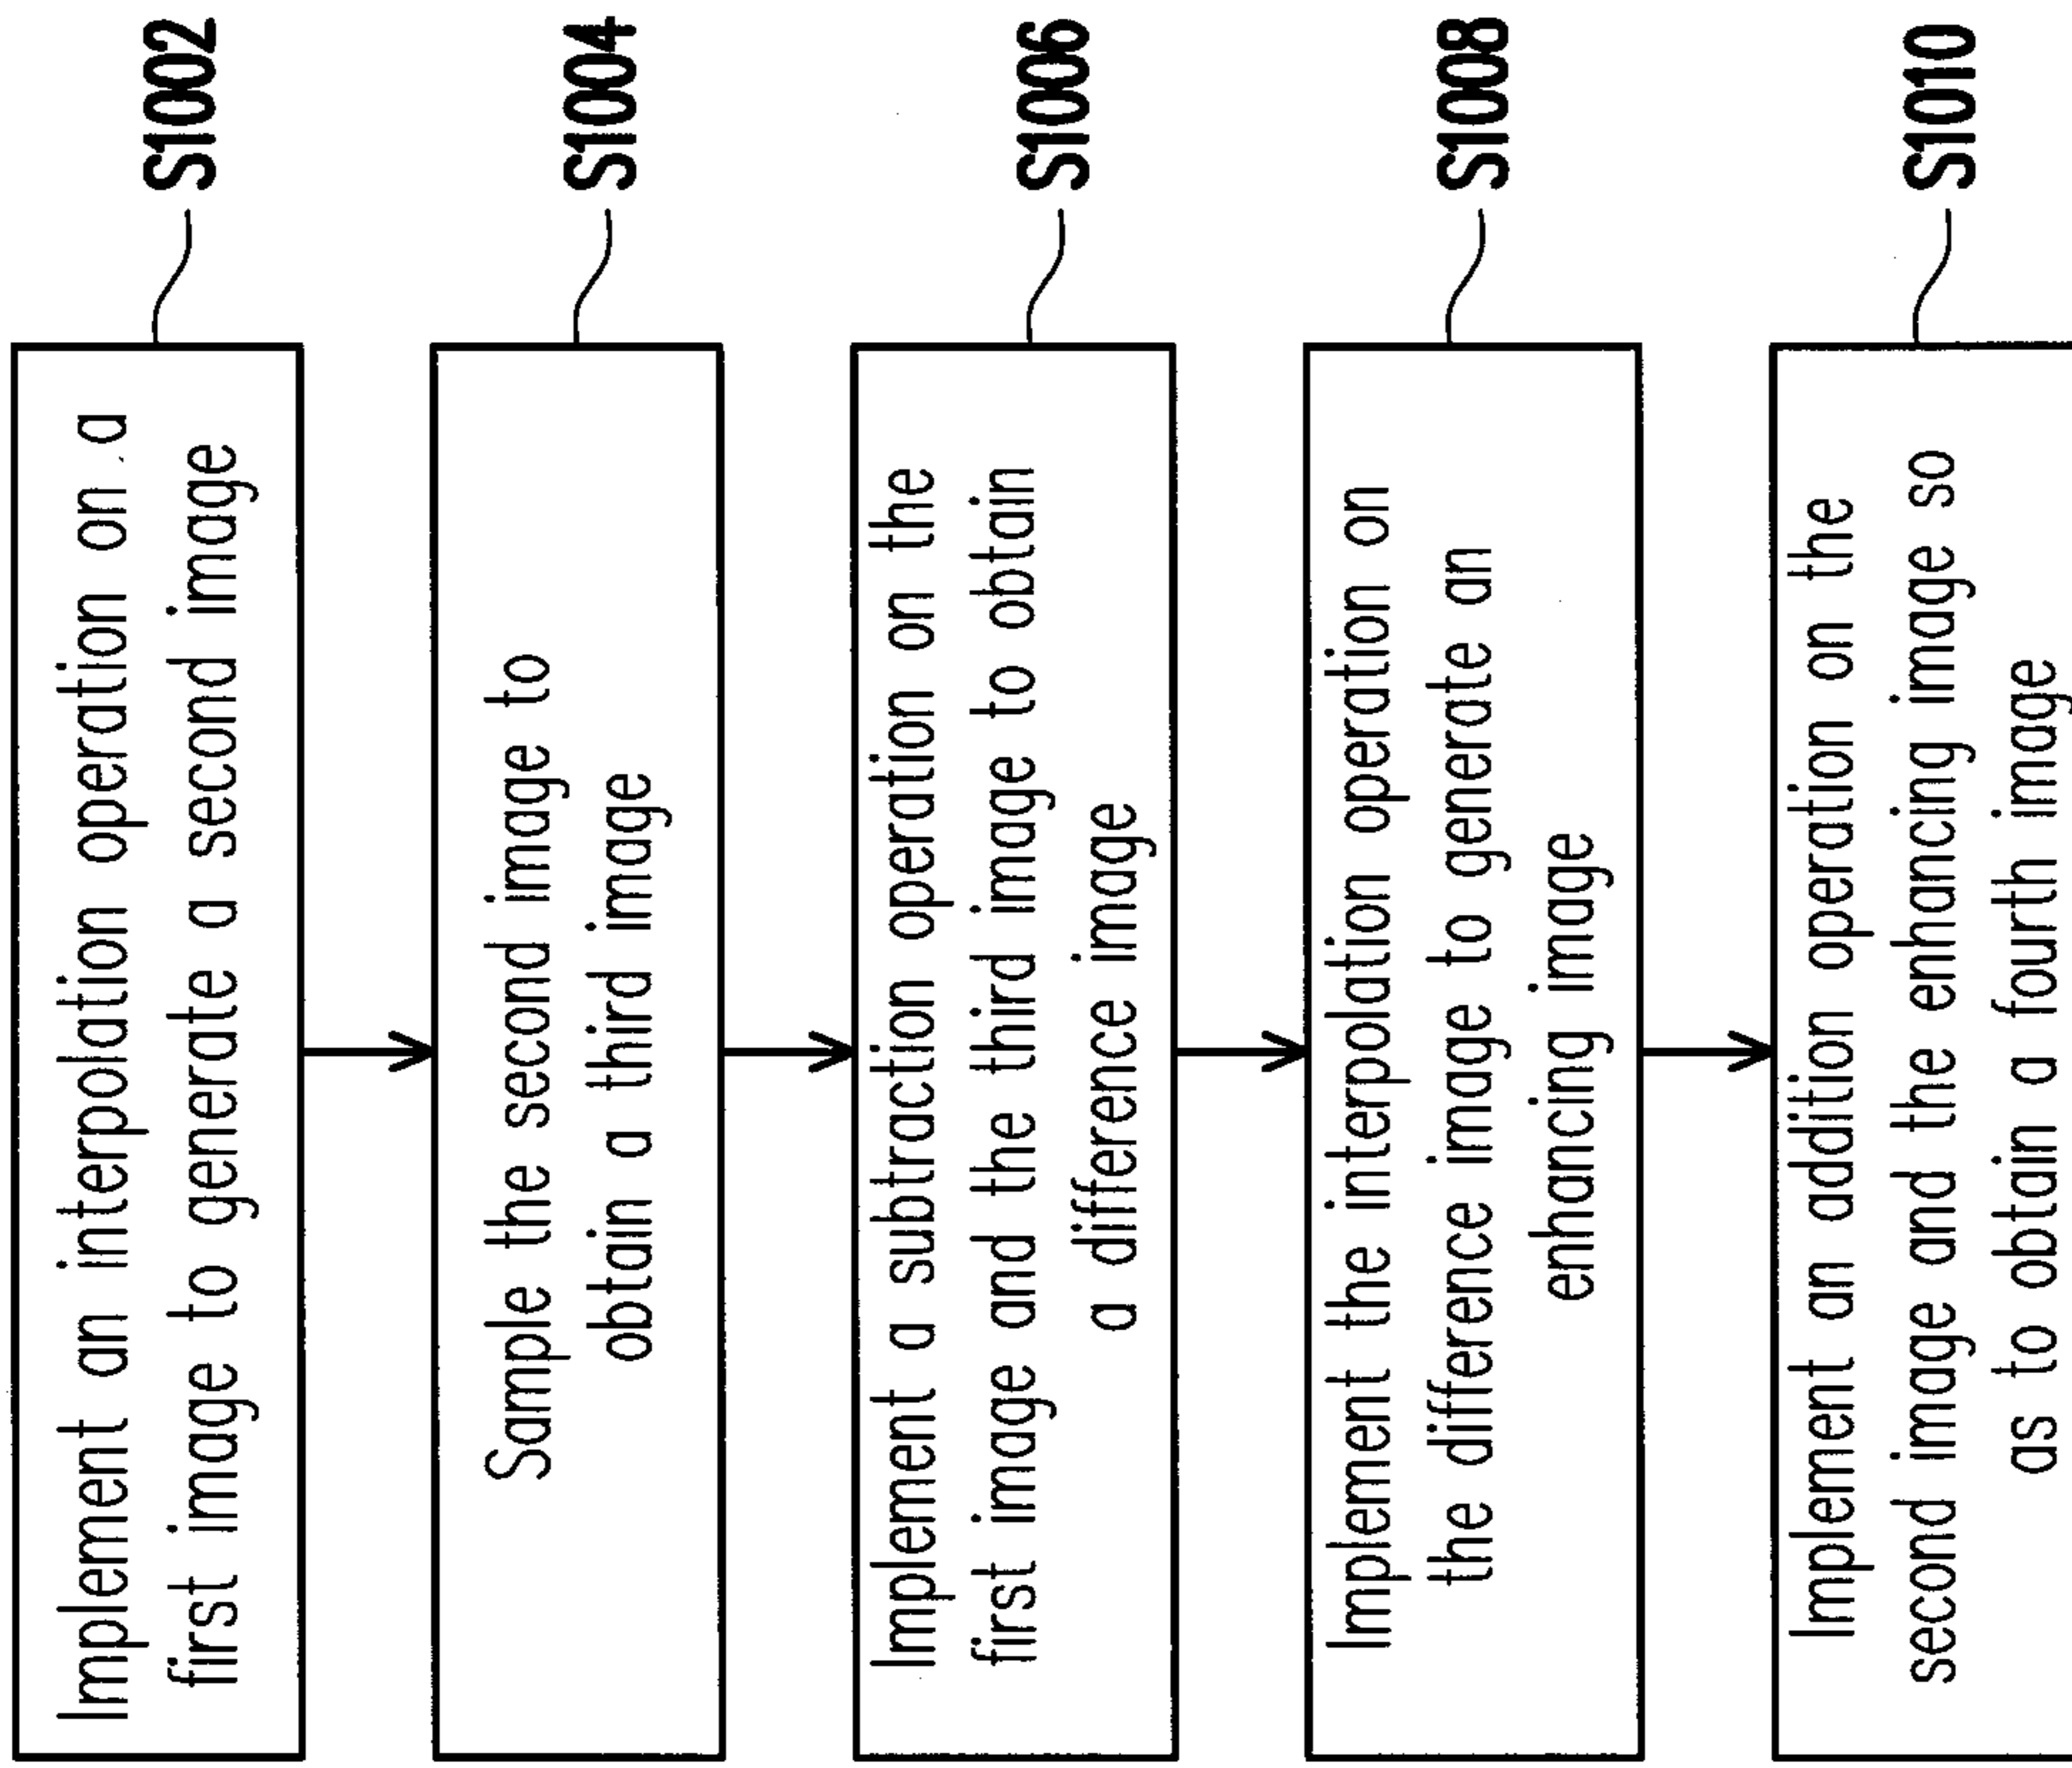 Implement an interpolation operation on a
first image to generate a second image
S1002
Sample the second image to
obtain a third image
S1004
Implement a subtraction operation on the
first image and the third image to obtain
a difference image
S1006
Implement the interpolation operation on
the difference image to generate an
enhancing image
S1008
Implement an addition operation on the
second image and the enhancing image so
as to obtain a fourth image
S1010